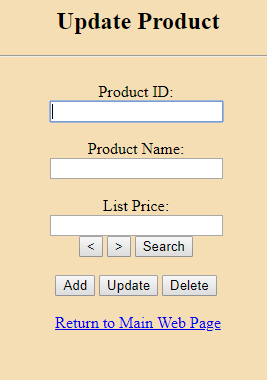 Update Product
Product ID:
Product Name:
List Price:
< > Search
Add Update Delete
Return to Main Web Page